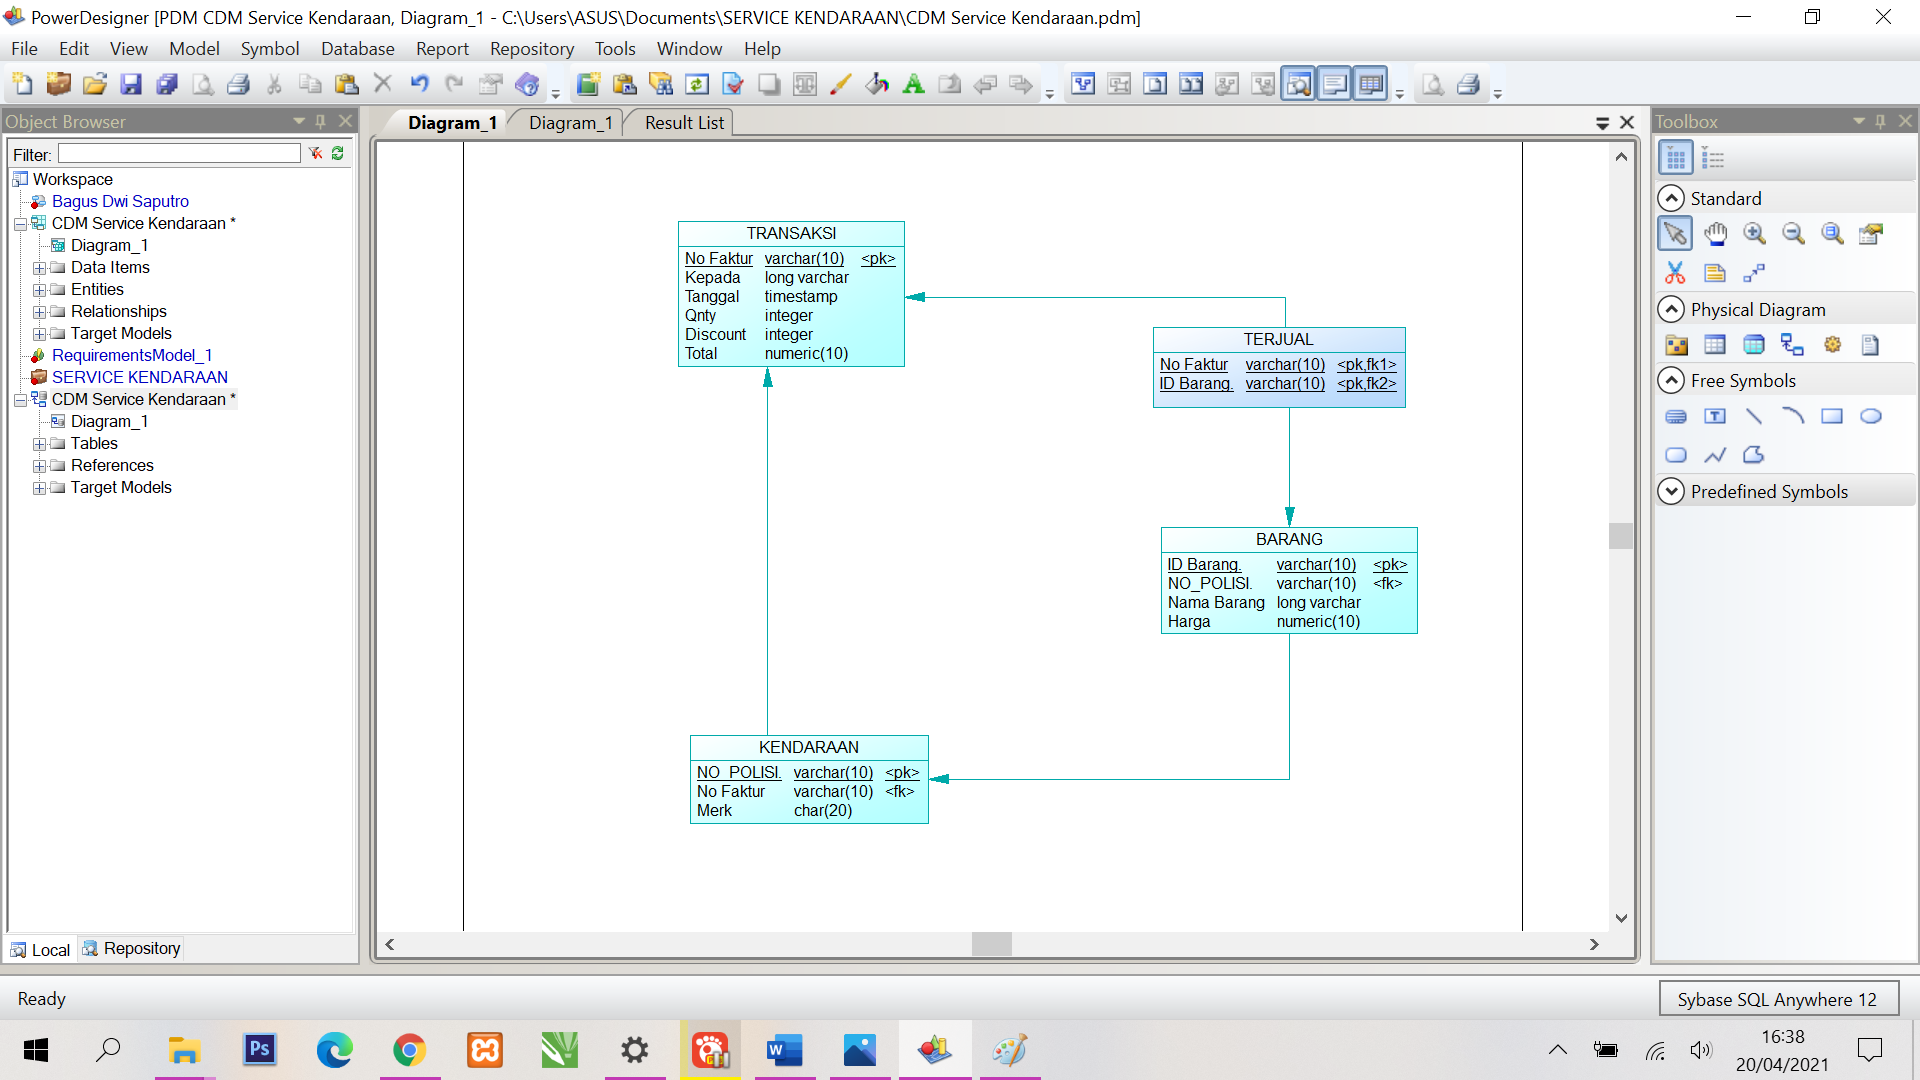 PowerDesigner [PDM CDM Service Kendaraan, Diagram_1 - C:\Users\ASUS\Documents\SERVICE KENDARAAN\CDM Service Kendaraan.pdm]
File Edit View Model Symbol Database Report Repository Tools Window Help
Object Browser
Filter:
Workspace
Bagus Dwi Saputro
CDM Service Kendaraan *
Diagram_1
Data Items
Entities
Relationships
Target Models
RequirementsModel_1
SERVICE KENDARAAN
CDM Service Kendaraan *
Diagram_1
Tables
References
Target Models
Local Repository
Diagram_1 Diagram_1 Result List
TRANSAKSI
No Faktur varchar(10) <pk>
Kepada long varchar
Tanggal timestamp
Qnty integer
Discount integer
Total numeric(10)
TERJUAL
No Faktur varchar(10) <pk,fk1>
ID Barang. varchar(10) <pk,fk2>
BARANG
ID Barang. varchar(10) <pk>
NO_POLISI. varchar(10) <fk>
Nama Barang long varchar
Harga numeric(10)
KENDARAAN
NO_POLISI. varchar(10) <pk>
No Faktur varchar(10) <fk>
Merk char(20)
Toolbox
Standard
Physical Diagram
Free Symbols
Predefined Symbols
Ready
Sybase SQL Anywhere 12
Ps
W
16:38
20/04/2021